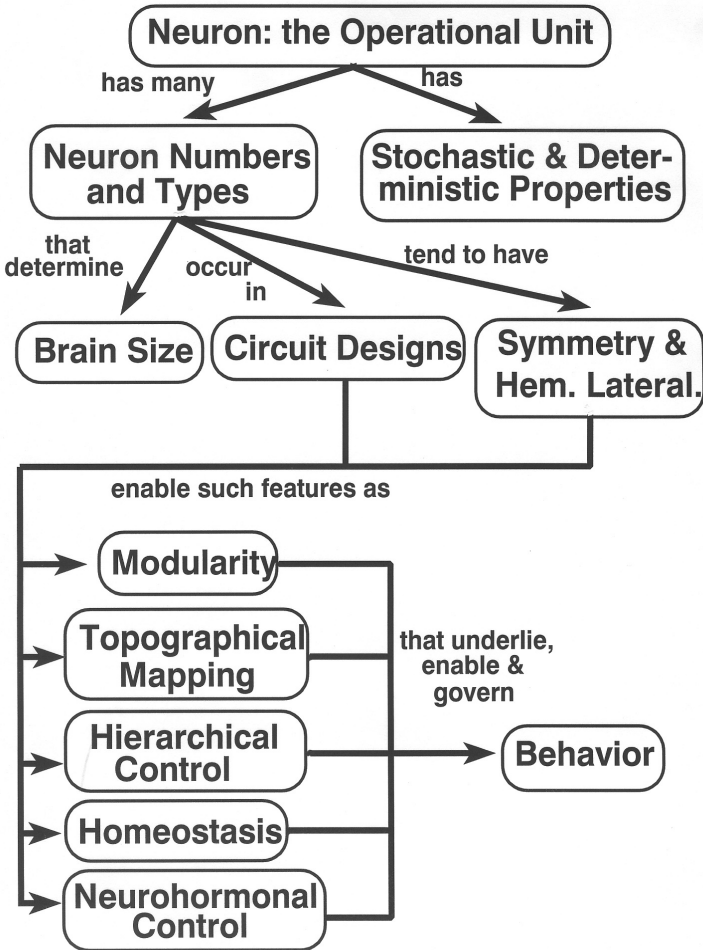 Neuron: the Operational Unit
has many
has
Neuron Numbers
and Types
Stochastic & Deter-
ministic Properties
that
determine
occur
in
tend to have
Brain Size
Circuit Designs
Symmetry &
Hem. Lateral.
enable such features as
Modularity
Topographical
Mapping
that underlie,
enable &
govern
Hierarchical
Control
Behavior
Homeostasis
Neurohormonal
Control